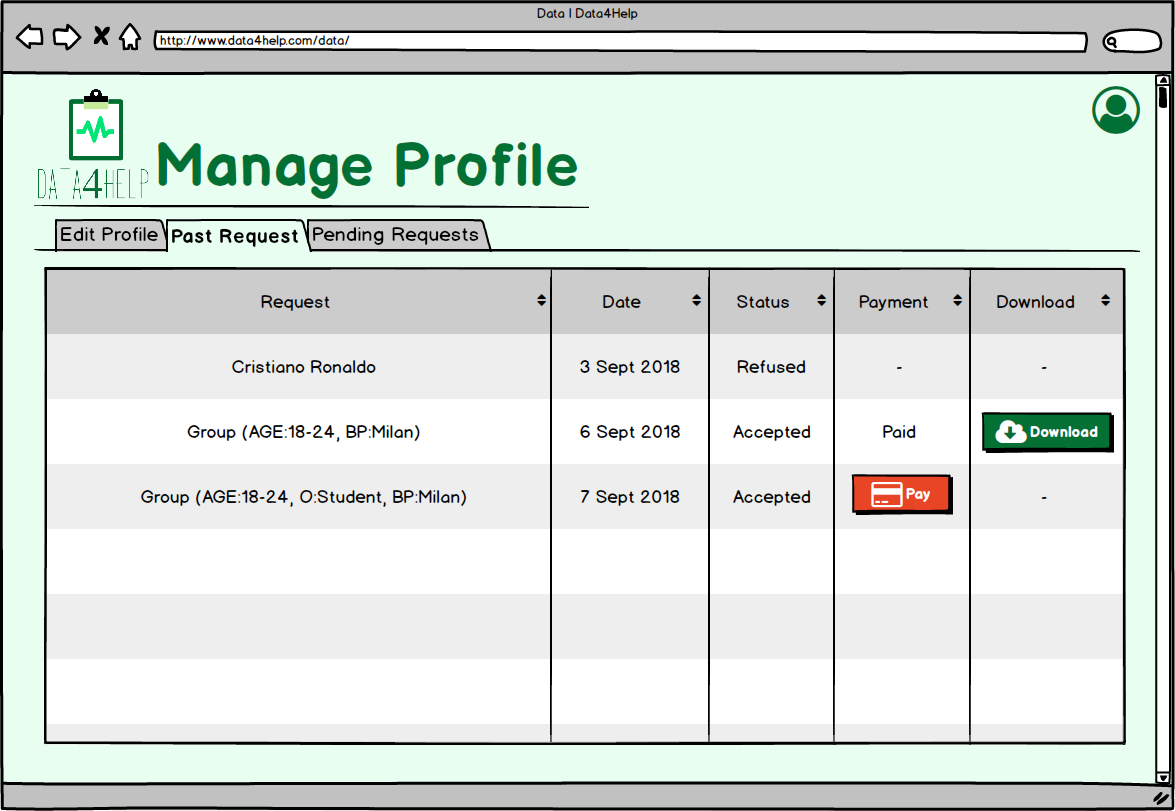 Data | Data4Help
http://www.data4help.com/data/
DATA4HELP
Manage Profile
Edit Profile
Past Request
Pending Requests
Request
Date
Status
Payment
Download
Cristiano Ronaldo
3 Sept 2018
Refused
-
-
Group (AGE:18-24, BP:Milan)
6 Sept 2018
Accepted
Paid
Download
Group (AGE:18-24, O:Student, BP:Milan)
7 Sept 2018
Accepted
Pay
-